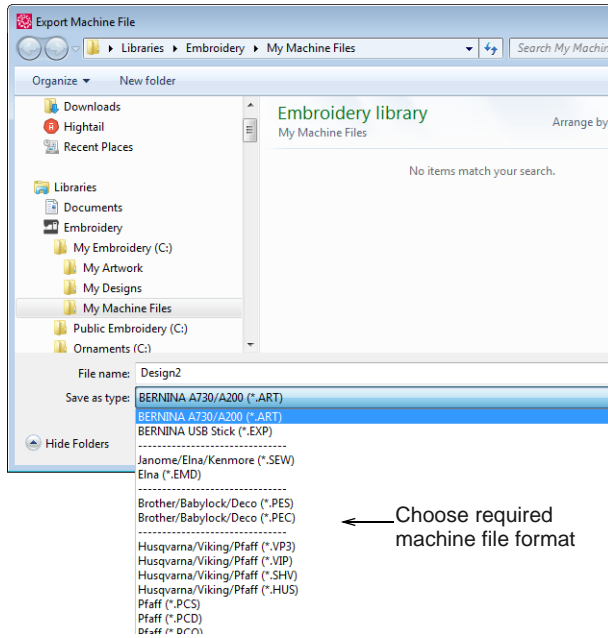 Export Machine File
Libraries Embroidery My Machine Files
Search My Machin
Organize New folder
Downloads
Hightail
Recent Places
Libraries
Documents
Embroidery
My Embroidery (C:)
My Artwork
My Designs
My Machine Files
Public Embroidery (C:)
Ornaments (C:)
Embroidery library
My Machine Files
Arrange by
No items match your search.
File name: Design2
Save as type: BERNINA A730/A200 (*.ART)
Hide Folders
BERNINA A730/A200 (*.ART)
BERNINA USB Stick (*.EXP)
-------------------------------
Janome/Elna/Kenmore (*.SEW)
Elna (*.EMD)
-------------------------------
Brother/Babylock/Deco (*.PES)
Brother/Babylock/Deco (*.PEC)
-------------------------------
Husqvarna/Viking/Pfaff (*.VP3)
Husqvarna/Viking/Pfaff (*.VIP)
Husqvarna/Viking/Pfaff (*.SHV)
Husqvarna/Viking/Pfaff (*.HUS)
Pfaff (*.PCS)
Pfaff (*.PCD)
Pfaff (*.PCQ)
Choose required
machine file format